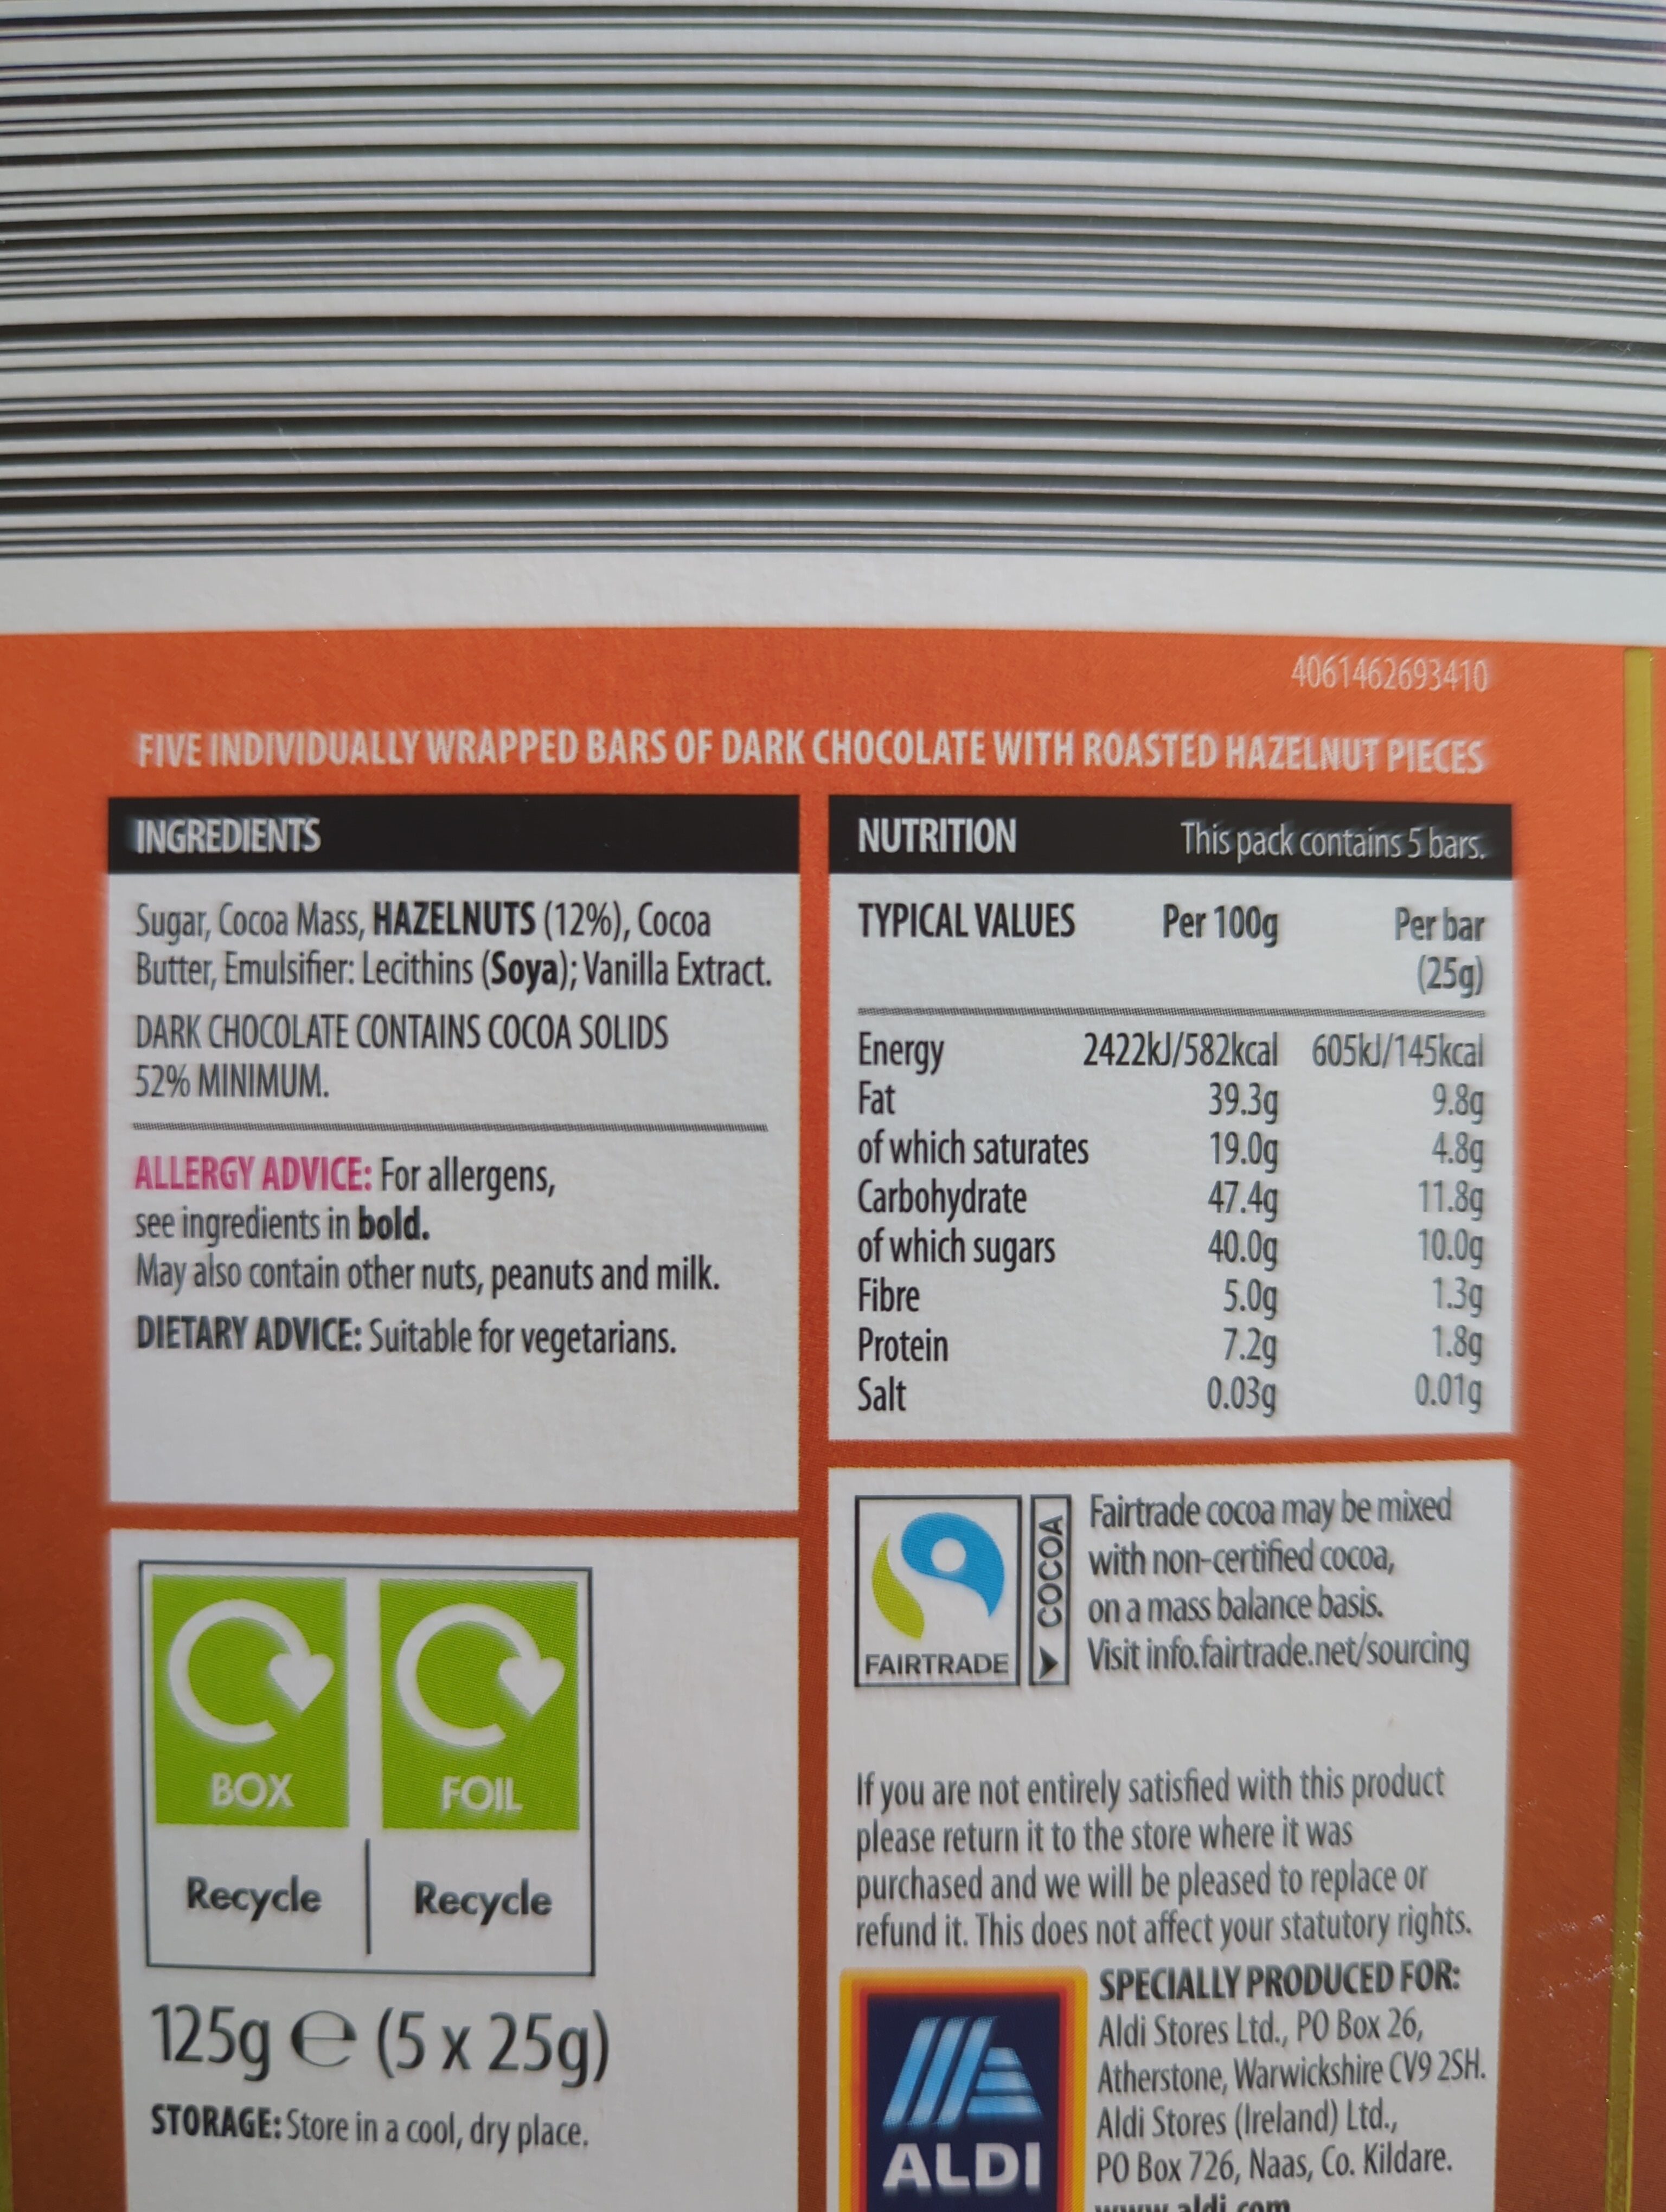 4061462693410
FIVE INDIVIDUALLY WRAPPED BARS OF DARK CHOCOLATE WITH ROASTED HAZELNUT PIECES
INGREDIENTS
Sugar, Cocoa Mass, HAZELNUTS (12%), Cocoa
Butter, Emulsifier: Lecithins (Soya); Vanilla Extract.
DARK CHOCOLATE CONTAINS COCOA SOLIDS
52% MINIMUM.
ALLERGY ADVICE: For allergens,
see ingredients in bold.
May also contain other nuts, peanuts and milk.
DIETARY ADVICE: Suitable for vegetarians.
NUTRITION This pack contains 5 bars.
TYPICAL VALUES Per 100g Per bar
(25g)
Energy 2422kJ/582kcal 605kJ/145kcal
Fat 39.3g 9.8g
of which saturates 19.0g 4.8g
Carbohydrate 47.4g 11.8g
of which sugars 40.0g 10.0g
Fibre 5.0g 1.3g
Protein 7.2g 1.8g
Salt 0.03g 0.01g
BOX FOIL
Recycle Recycle
125g e (5 x 25g)
STORAGE: Store in a cool, dry place.
FAIRTRADE
COCOA
Fairtrade cocoa may be mixed
with non-certified cocoa,
on a mass balance basis.
Visit info.fairtrade.net/sourcing
If you are not entirely satisfied with this product
please return it to the store where it was
purchased and we will be pleased to replace or
refund it. This does not affect your statutory rights.
ALDI
SPECIALLY PRODUCED FOR:
Aldi Stores Ltd., PO Box 26,
Atherstone, Warwickshire CV9 2SH.
Aldi Stores (Ireland) Ltd.,
PO Box 726, Naas, Co. Kildare.
www.aldi.com